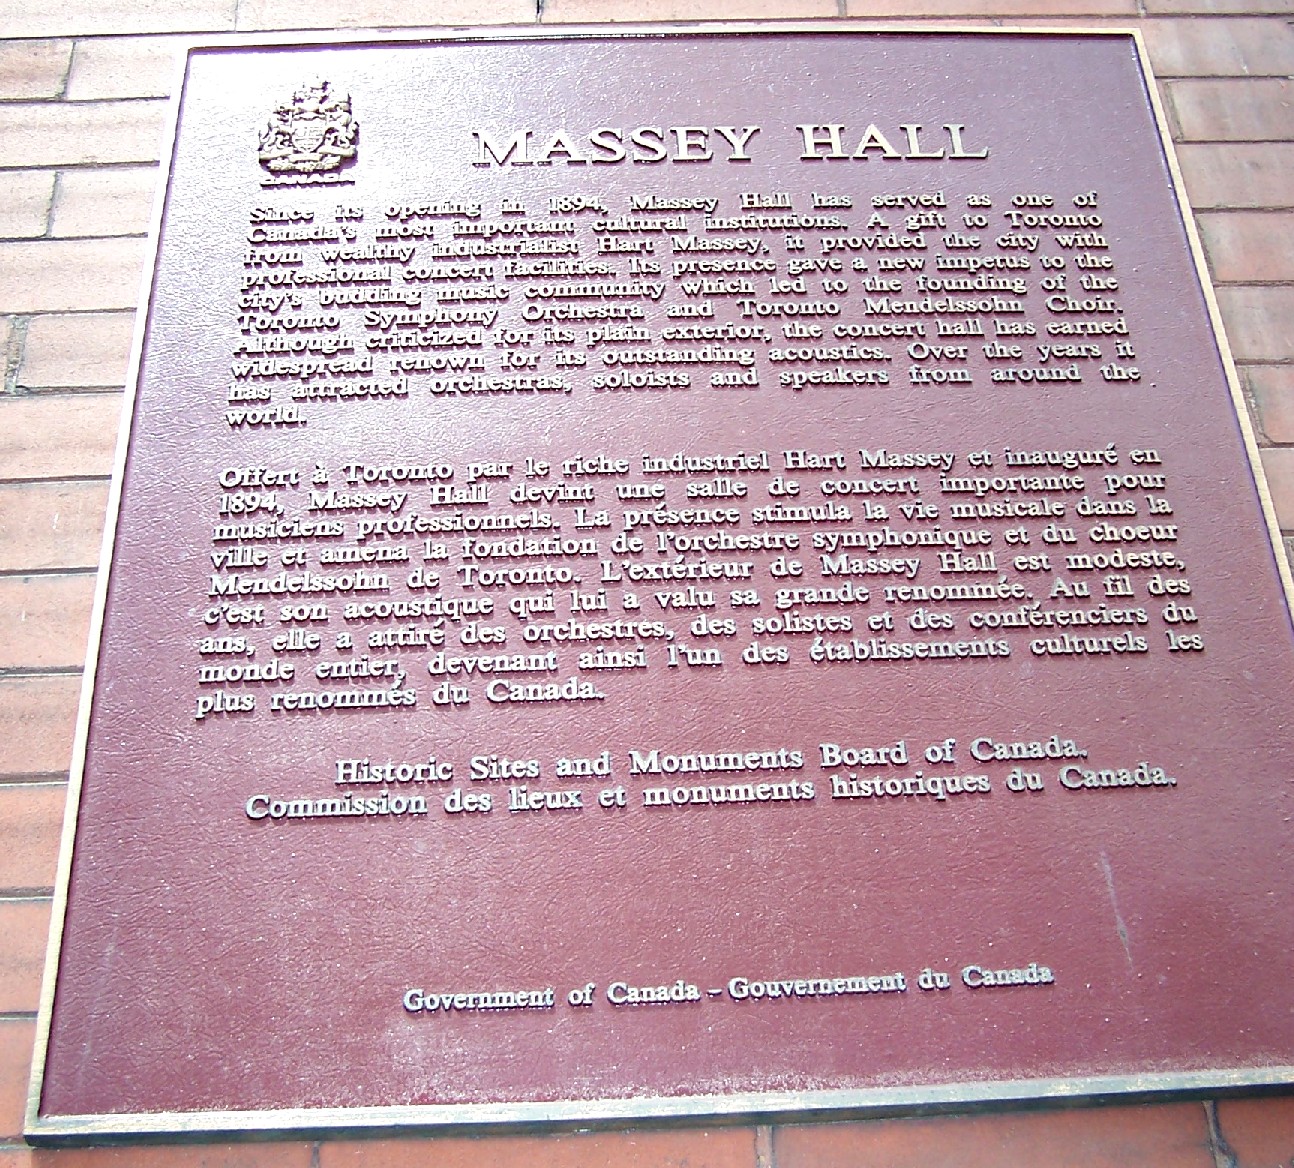 CANADA
MASSEY HALL
Since its opening in 1894, Massey Hall has served as one of
Canada's most important cultural institutions. A gift to Toronto
from wealthy industrialist Hart Massey, it provided the city with
professional concert facilities. Its presence gave a new impetus to the
city's budding music community which led to the founding of the
Toronto Symphony Orchestra and Toronto Mendelssohn Choir.
Although criticized for its plain exterior, the concert hall has earned
widespread renown for its outstanding acoustics. Over the years it
has attracted orchestras, soloists and speakers from around the
world.
Offert à Toronto par le riche industriel Hart Massey et inauguré en
1894, Massey Hall devint une salle de concert importante pour
musiciens professionnels. La présence stimula la vie musicale dans la
ville et amena la fondation de l'orchestre symphonique et du choeur
Mendelssohn de Toronto. L'extérieur de Massey Hall est modeste,
c'est son acoustique qui lui a valu sa grande renommée. Au fil des
ans, elle a attiré des orchestres, des solistes et des conférenciers du
monde entier, devenant ainsi l'un des établissements culturels les
plus renommés du Canada.
Historic Sites and Monuments Board of Canada.
Commission des lieux et monuments historiques du Canada.
Government of Canada - Gouvernement du Canada